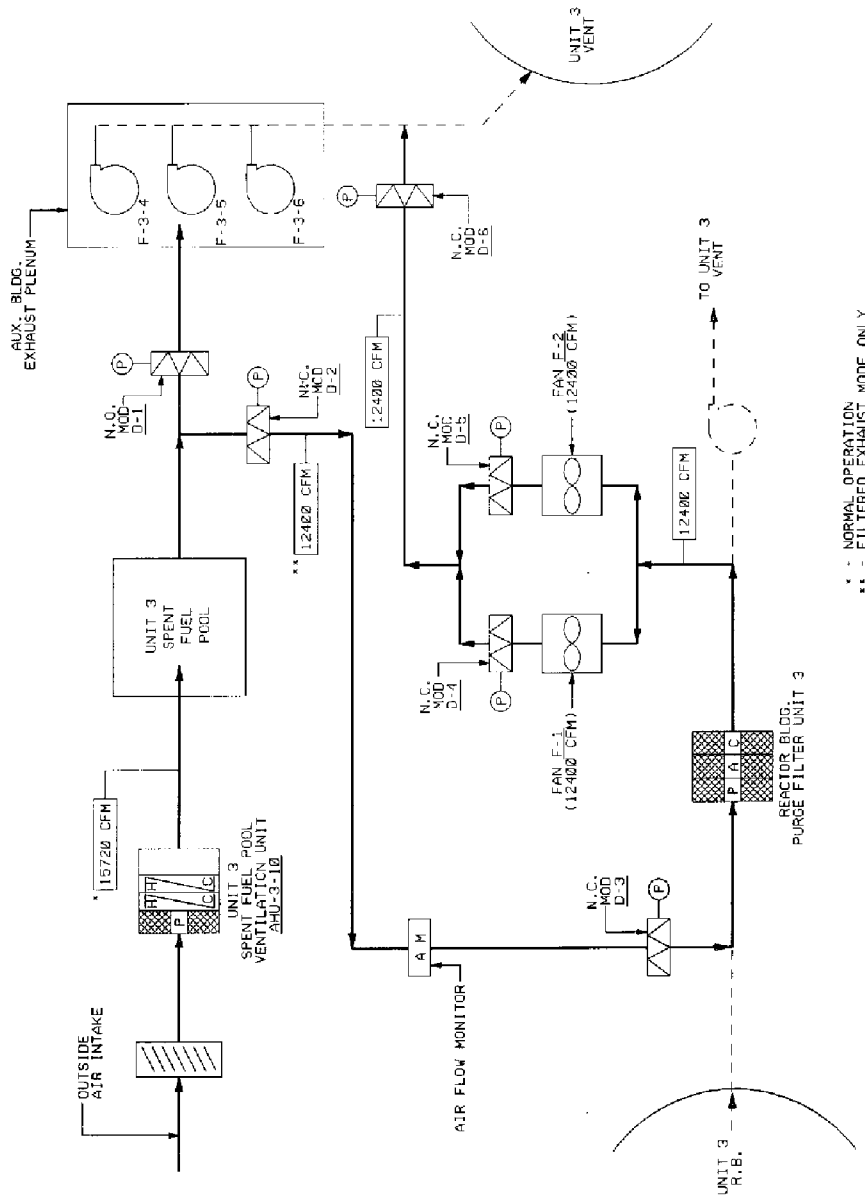 OUTSIDE
AIR INTAKE
P
H/H/
/C/C
UNIT 3
SPENT FUEL POOL
VENTILATION UNIT
AHU-3-10
*
15720 CFM
UNIT 3
SPENT
FUEL
POOL
N.O.
MOD
D-1
P
P
N.C.
MOD
D-2
**
12400 CFM
AUX. BLDG.
EXHAUST PLENUM
F-3-4
F-3-5
F-3-6
P
N.C.
MOD
D-6
UNIT 3
VENT
12400 CFM
N.C.
MOD
D-5
P
N.C.
MOD
D-4
P
FAN F-2
(12400 CFM)
FAN F-1
(12400 CFM)
12400 CFM
TO UNIT 3
VENT
A M
AIR FLOW MONITOR
N.C.
MOD
D-3
P
P A C
REACTOR BLDG.
PURGE FILTER UNIT 3
UNIT 3
R.B.
* - NORMAL OPERATION
** - FILTERED EXHAUST MODE ONLY